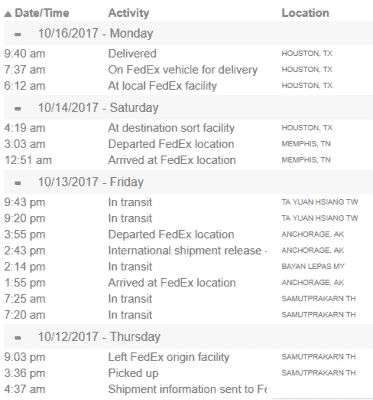 Date/Time Activity Location
10/16/2017 - Monday
9:40 am Delivered HOUSTON, TX
7:37 am On FedEx vehicle for delivery HOUSTON, TX
6:12 am At local FedEx facility HOUSTON, TX
10/14/2017 - Saturday
4:19 am At destination sort facility HOUSTON, TX
3:03 am Departed FedEx location MEMPHIS, TN
12:51 am Arrived at FedEx location MEMPHIS, TN
10/13/2017 - Friday
9:43 pm In transit TA YUAN HSIANG TW
9:20 pm In transit TA YUAN HSIANG TW
3:55 pm Departed FedEx location ANCHORAGE, AK
2:43 pm International shipment release - ANCHORAGE, AK
2:14 pm In transit BAYAN LEPAS MY
1:55 pm Arrived at FedEx location ANCHORAGE, AK
7:25 am In transit SAMUTPRAKARN TH
7:20 am In transit SAMUTPRAKARN TH
10/12/2017 - Thursday
9:03 pm Left FedEx origin facility SAMUTPRAKARN TH
3:36 pm Picked up SAMUTPRAKARN TH
4:37 am Shipment information sent to Fe